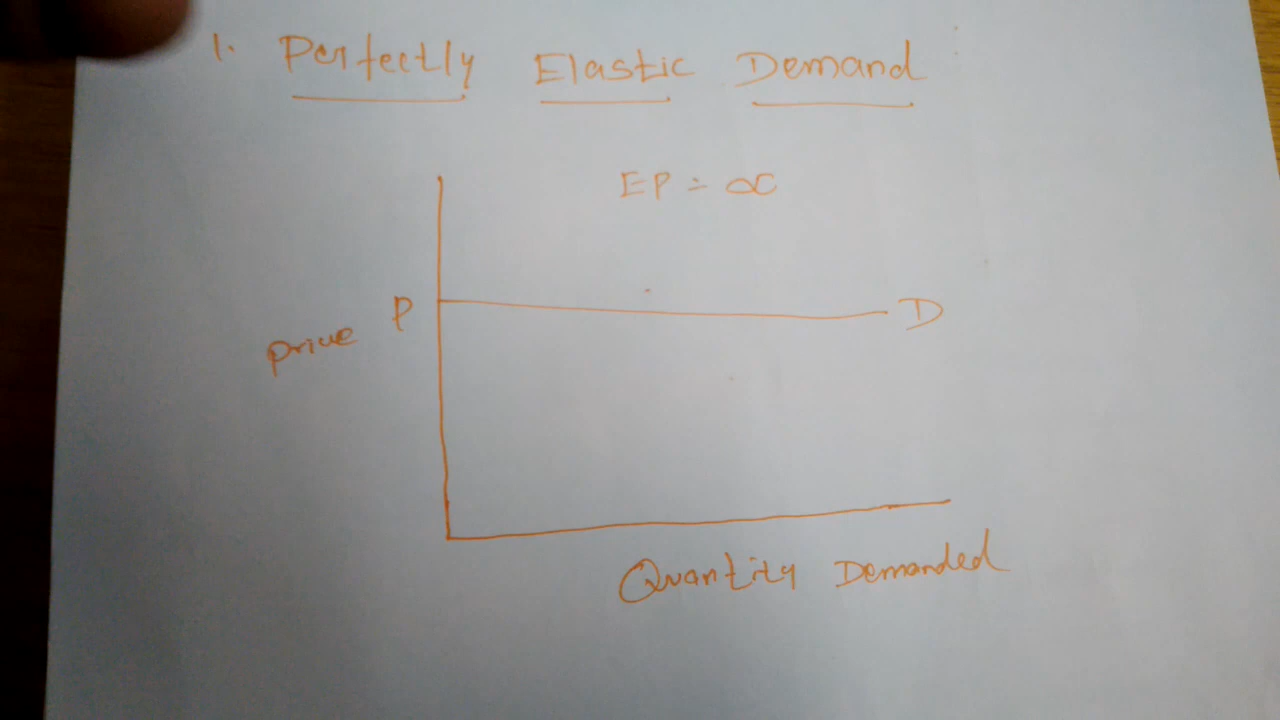 1. Perfectly Elastic Demand
EP = ∝
P
D
price
Quantity Demanded